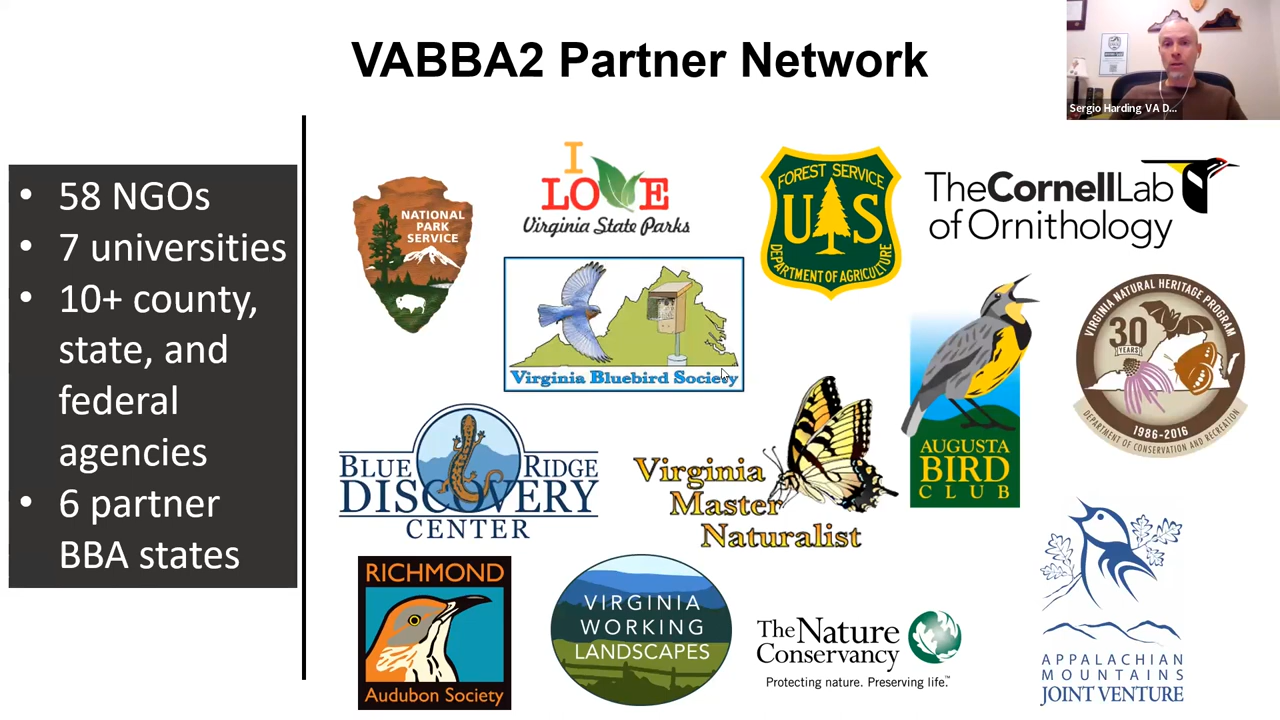 VABBA2 Partner Network
Sergio Harding VA D...
• 58 NGOs
• 7 universities
• 10+ county,
state, and
federal
agencies
• 6 partner
BBA states
NATIONAL
PARK
SERVICE
I
LOVE
Virginia State Parks
FOREST SERVICE
U S
DEPARTMENT OF AGRICULTURE
TheCornellLab
of Ornithology
Virginia Bluebird Society
VIRGINIA NATURAL HERITAGE PROGRAM
30
YEARS
1986-2016
DEPARTMENT OF CONSERVATION AND RECREATION
BLUE RIDGE
DISCOVERY
CENTER
Virginia
Master
Naturalist
AUGUSTA
BIRD
CLUB
RICHMOND
Audubon Society
VIRGINIA
WORKING
LANDSCAPES
The Nature
Conservancy
Protecting nature. Preserving life.™
APPALACHIAN
MOUNTAINS
JOINT VENTURE